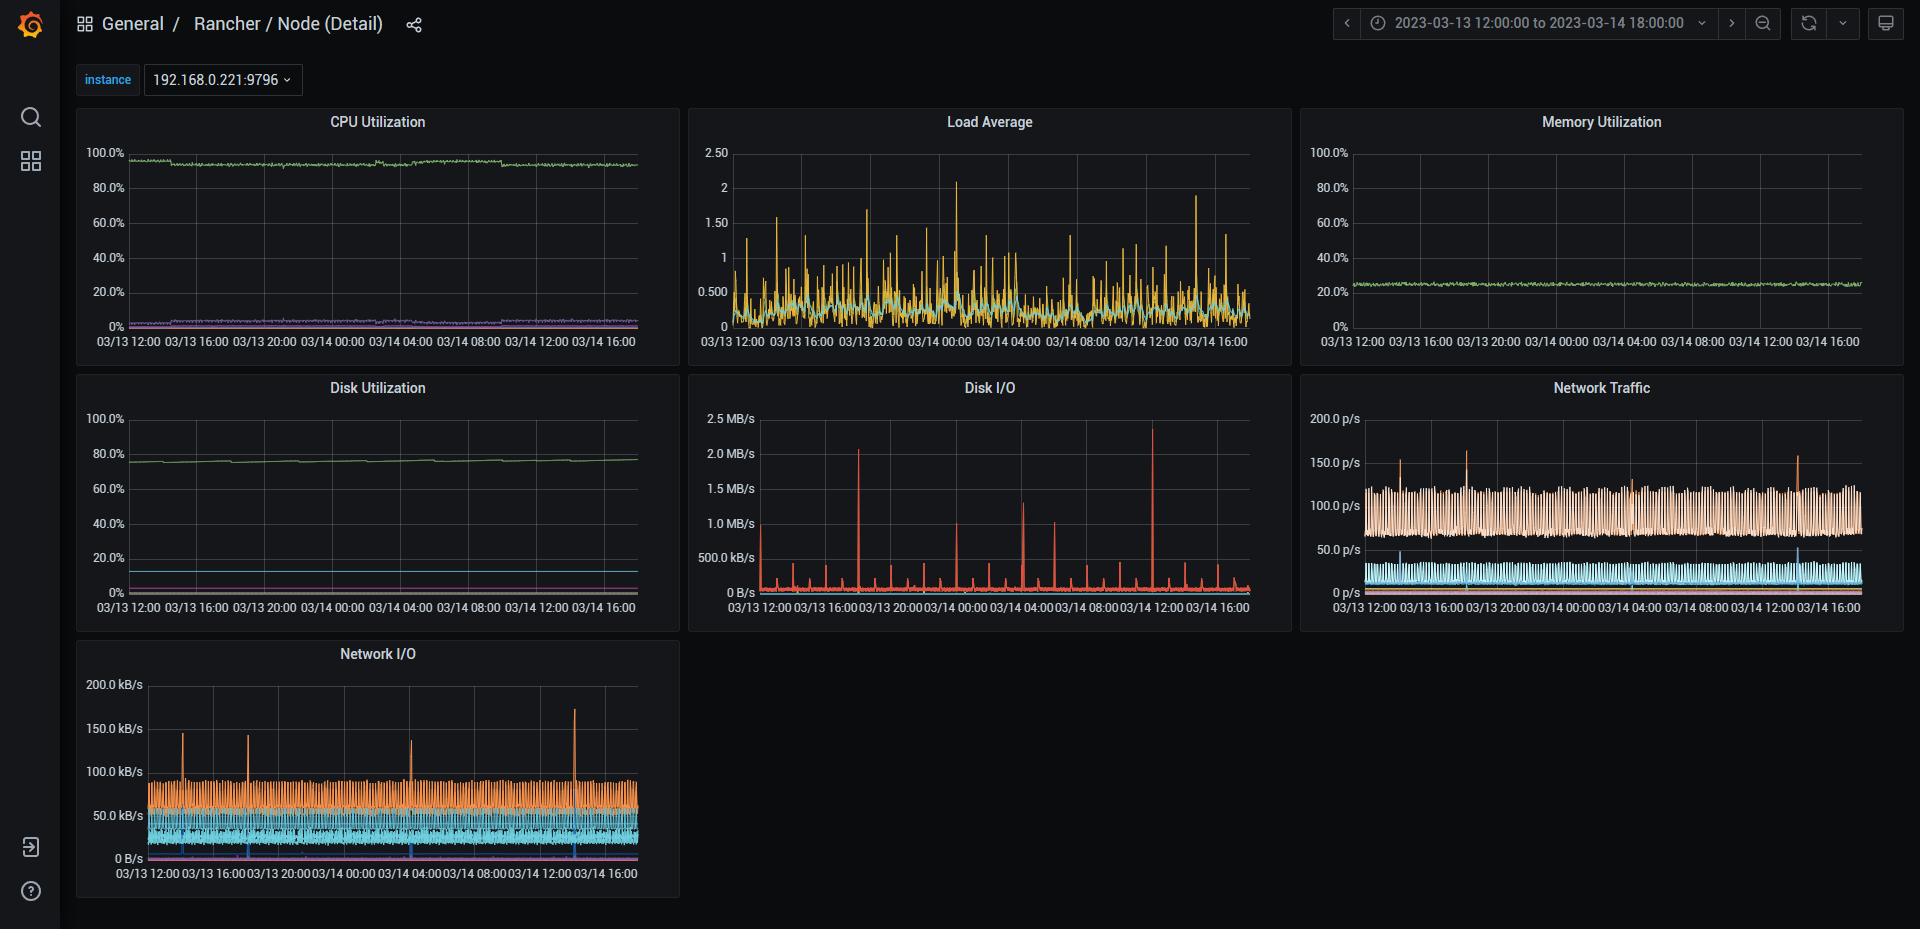 General / Rancher / Node (Detail)
2023-03-13 12:00:00 to 2023-03-14 18:00:00
instance 192.168.0.221:9796
CPU Utilization
100.0%
80.0%
60.0%
40.0%
20.0%
0%
03/13 12:00 03/13 16:00 03/13 20:00 03/14 00:00 03/14 04:00 03/14 08:00 03/14 12:00 03/14 16:00
Load Average
2.50
2
1.50
1
0.500
0
03/13 12:00 03/13 16:00 03/13 20:00 03/14 00:00 03/14 04:00 03/14 08:00 03/14 12:00 03/14 16:00
Memory Utilization
100.0%
80.0%
60.0%
40.0%
20.0%
0%
03/13 12:00 03/13 16:00 03/13 20:00 03/14 00:00 03/14 04:00 03/14 08:00 03/14 12:00 03/14 16:00
Disk Utilization
100.0%
80.0%
60.0%
40.0%
20.0%
0%
03/13 12:00 03/13 16:00 03/13 20:00 03/14 00:00 03/14 04:00 03/14 08:00 03/14 12:00 03/14 16:00
Disk I/O
2.5 MB/s
2.0 MB/s
1.5 MB/s
1.0 MB/s
500.0 kB/s
0 B/s
03/13 12:00 03/13 16:00 03/13 20:00 03/14 00:00 03/14 04:00 03/14 08:00 03/14 12:00 03/14 16:00
Network Traffic
200.0 p/s
150.0 p/s
100.0 p/s
50.0 p/s
0 p/s
03/13 12:00 03/13 16:00 03/13 20:00 03/14 00:00 03/14 04:00 03/14 08:00 03/14 12:00 03/14 16:00
Network I/O
200.0 kB/s
150.0 kB/s
100.0 kB/s
50.0 kB/s
0 B/s
03/13 12:00 03/13 16:00 03/13 20:00 03/14 00:00 03/14 04:00 03/14 08:00 03/14 12:00 03/14 16:00